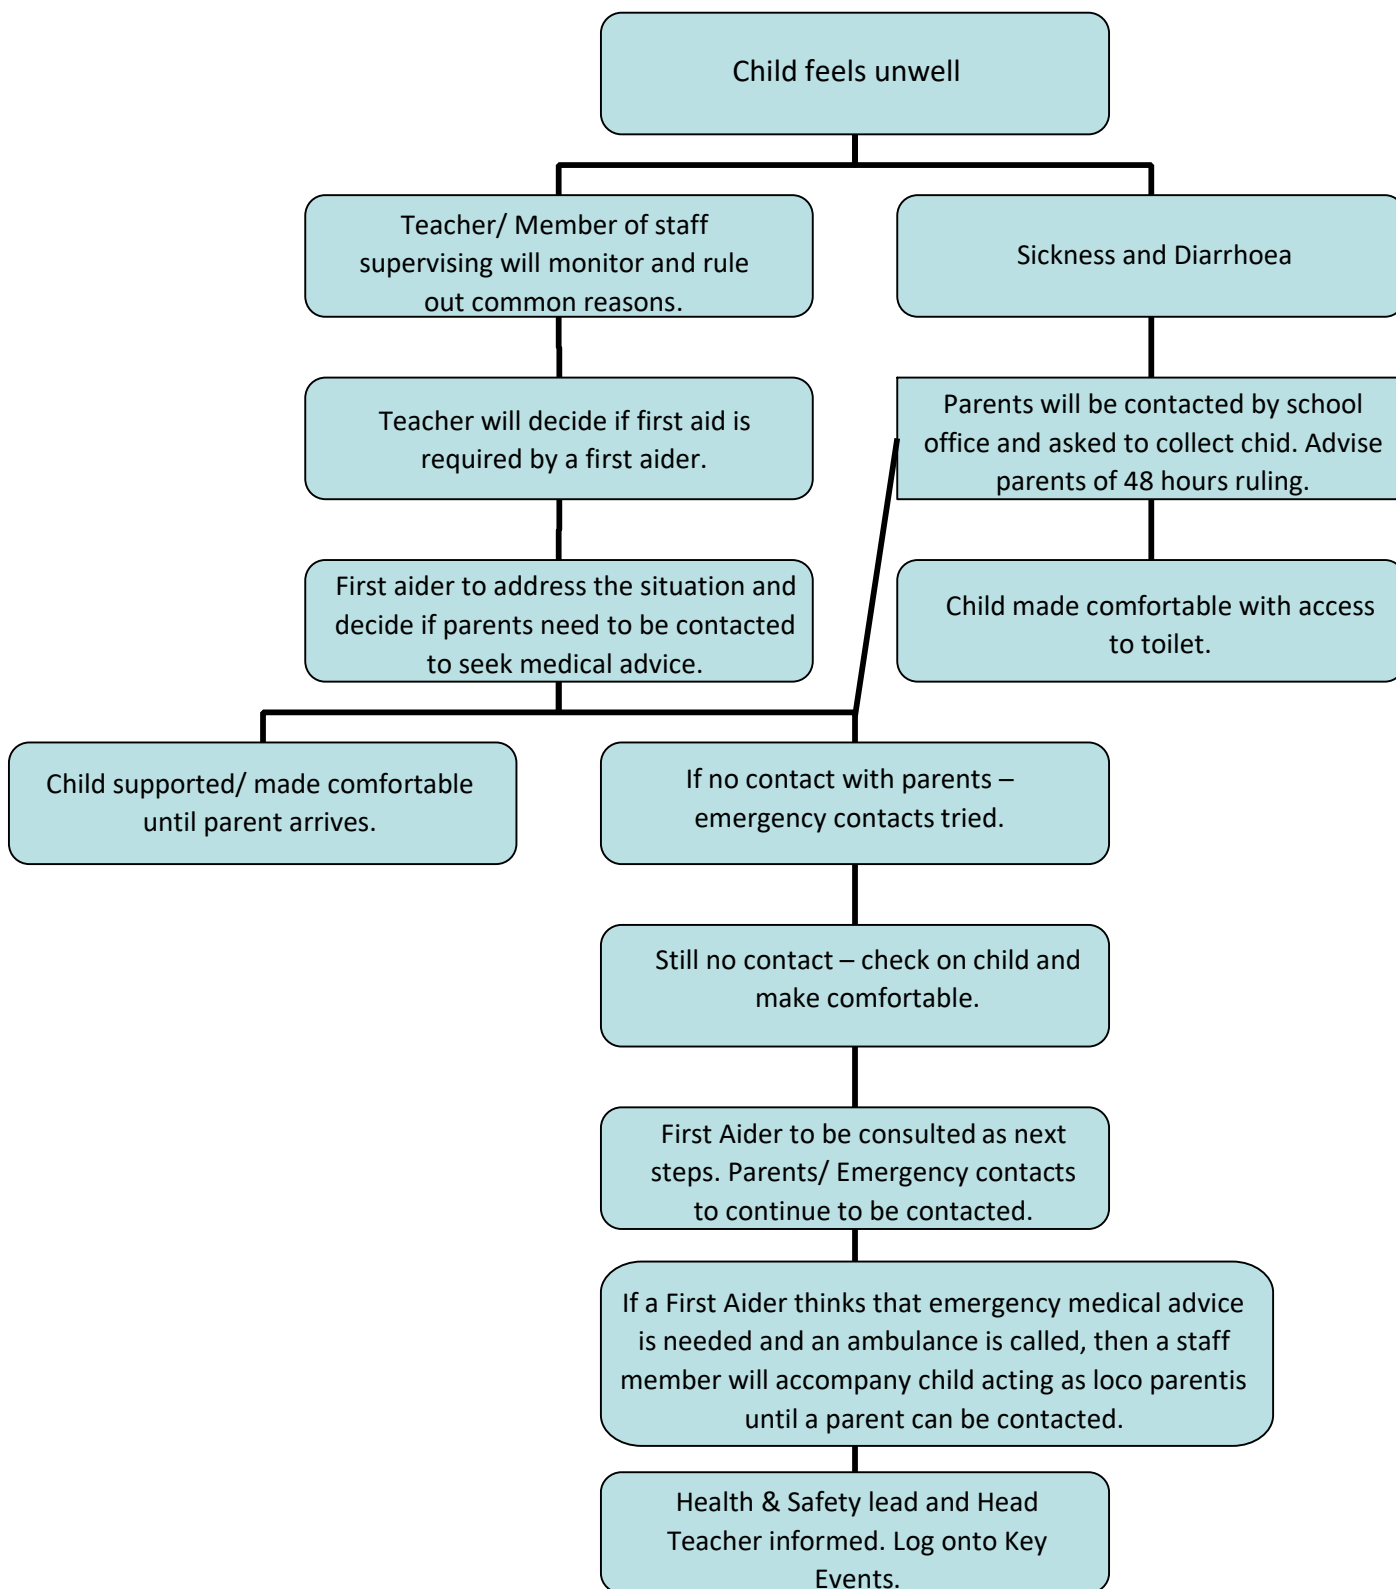 Child feels unwell
Teacher/ Member of staff
supervising will monitor and rule
out common reasons.
Sickness and Diarrhoea
Teacher will decide if first aid is
required by a first aider.
Parents will be contacted by school
office and asked to collect chid. Advise
parents of 48 hours ruling.
First aider to address the situation and
decide if parents need to be contacted
to seek medical advice.
Child made comfortable with access
to toilet.
Child supported/ made comfortable
until parent arrives.
If no contact with parents –
emergency contacts tried.
Still no contact – check on child and
make comfortable.
First Aider to be consulted as next
steps. Parents/ Emergency contacts
to continue to be contacted.
If a First Aider thinks that emergency medical advice
is needed and an ambulance is called, then a staff
member will accompany child acting as loco parentis
until a parent can be contacted.
Health & Safety lead and Head
Teacher informed. Log onto Key
Events.